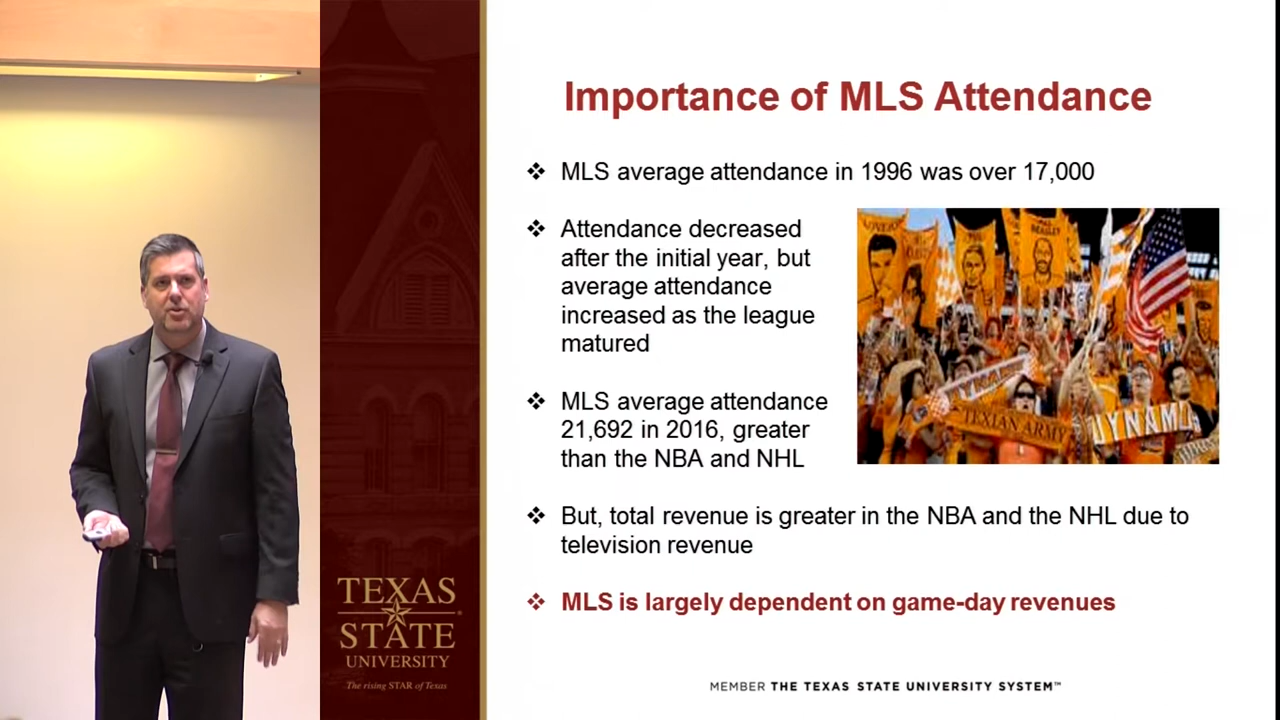 Importance of MLS Attendance
❖ MLS average attendance in 1996 was over 17,000
❖ Attendance decreased
after the initial year, but
average attendance
increased as the league
matured
❖ MLS average attendance
21,692 in 2016, greater
than the NBA and NHL
DYNAMO
TEXIAN ARMY
DYNAMO
❖ But, total revenue is greater in the NBA and the NHL due to
television revenue
❖ MLS is largely dependent on game-day revenues
TEXAS
STATE
UNIVERSITY
The rising STAR of Texas
MEMBER THE TEXAS STATE UNIVERSITY SYSTEM™